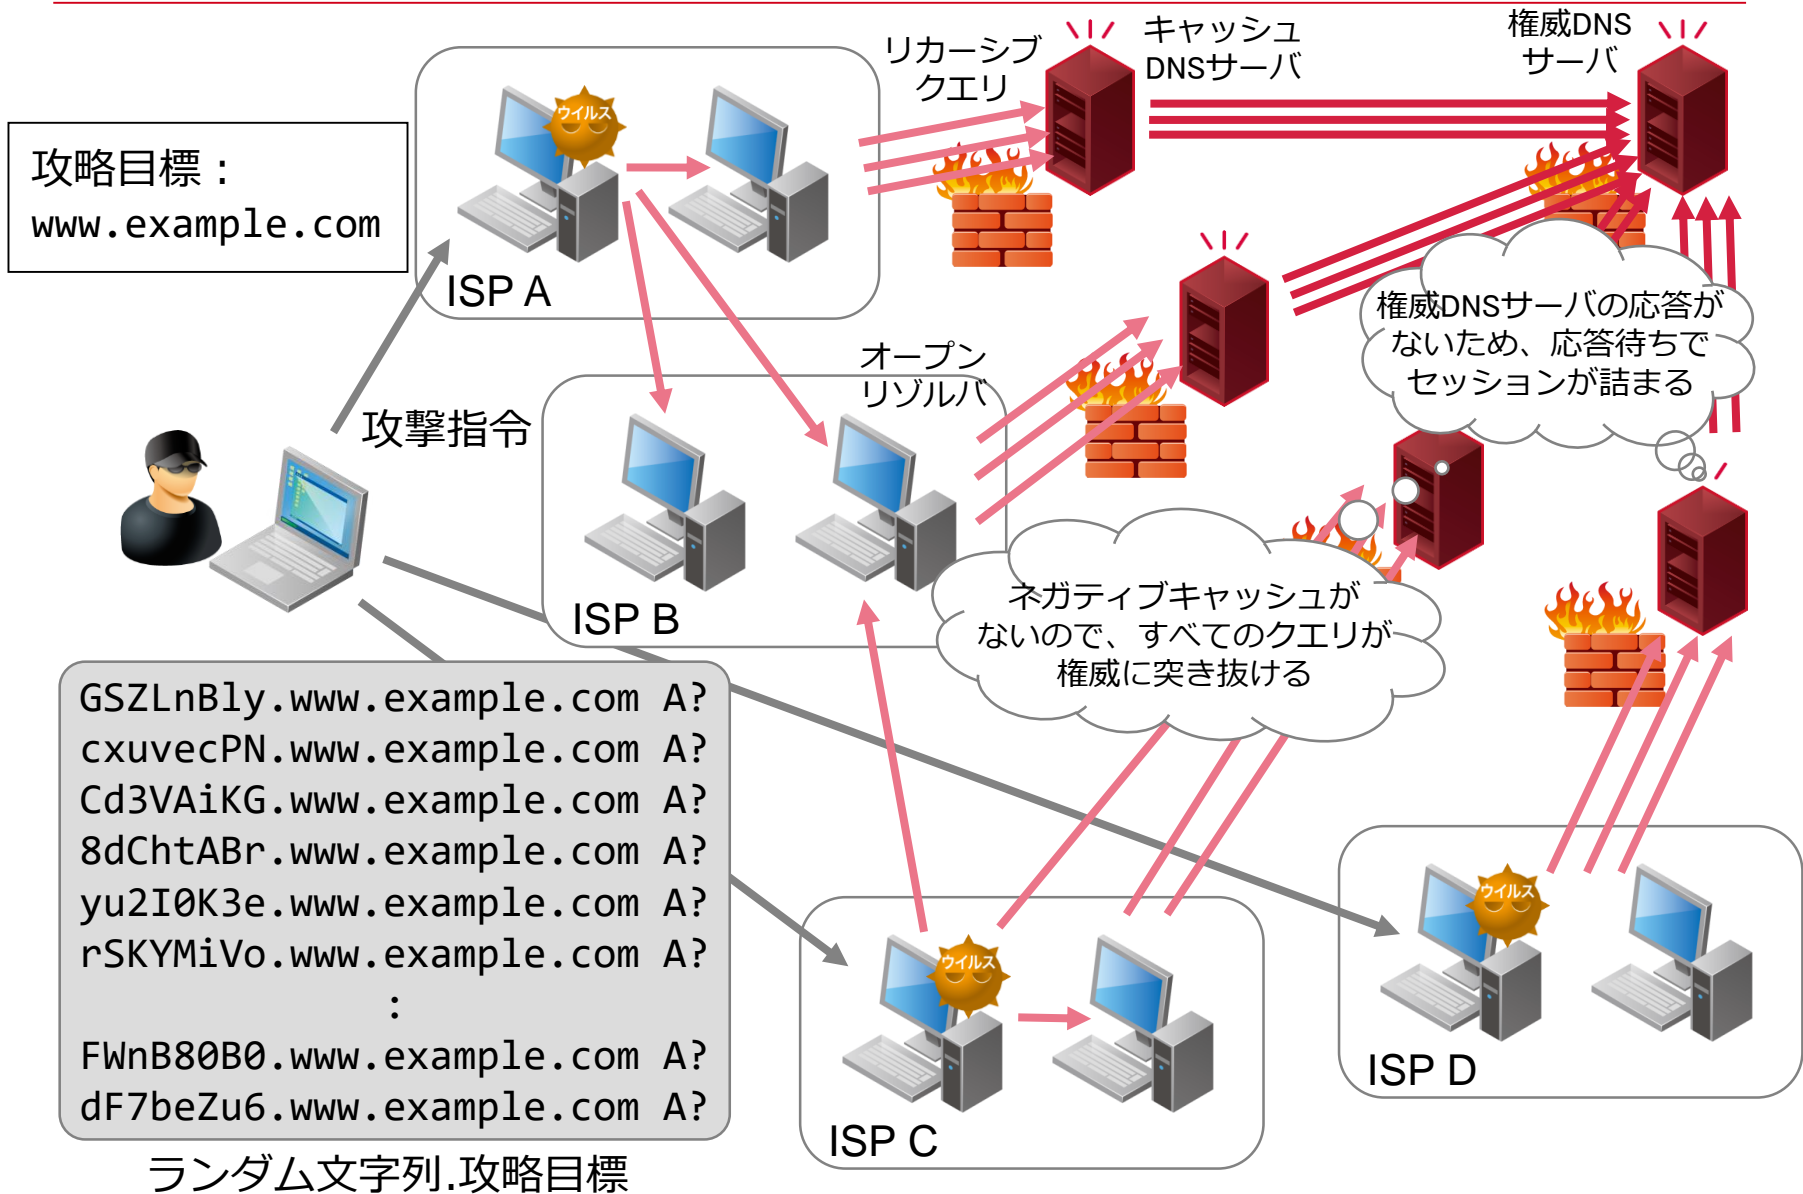 リカーシブ
クエリ
キャッシュ
DNSサーバ
権威DNS
サーバ
ウイルス
攻略目標：
www.example.com
ISP A
権威DNSサーバの応答が
ないため、応答待ちで
セッションが詰まる
オープン
リゾルバ
攻撃指令
ISP B
ネガティブキャッシュが
ないので、すべてのクエリが
権威に突き抜ける
GSZLnBly.www.example.com A?
cxuvecPN.www.example.com A?
Cd3VAiKG.www.example.com A?
8dChtABr.www.example.com A?
yu2I0K3e.www.example.com A?
rSKYMiVo.www.example.com A?
:
FWnB80B0.www.example.com A?
dF7beZu6.www.example.com A?
ランダム文字列.攻略目標
ウイルス
ISP C
ウイルス
ISP D